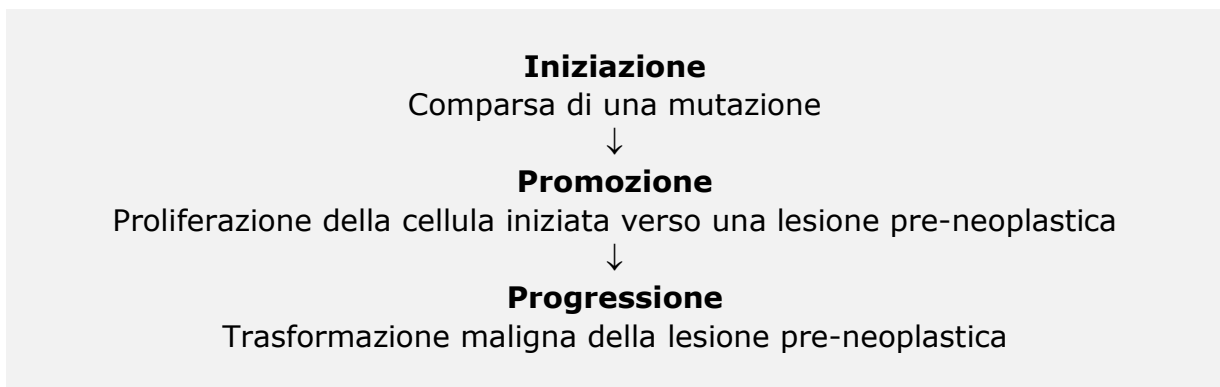 Iniziazione
Comparsa di una mutazione
↓
Promozione
Proliferazione della cellula iniziata verso una lesione pre-neoplastica
↓
Progressione
Trasformazione maligna della lesione pre-neoplastica